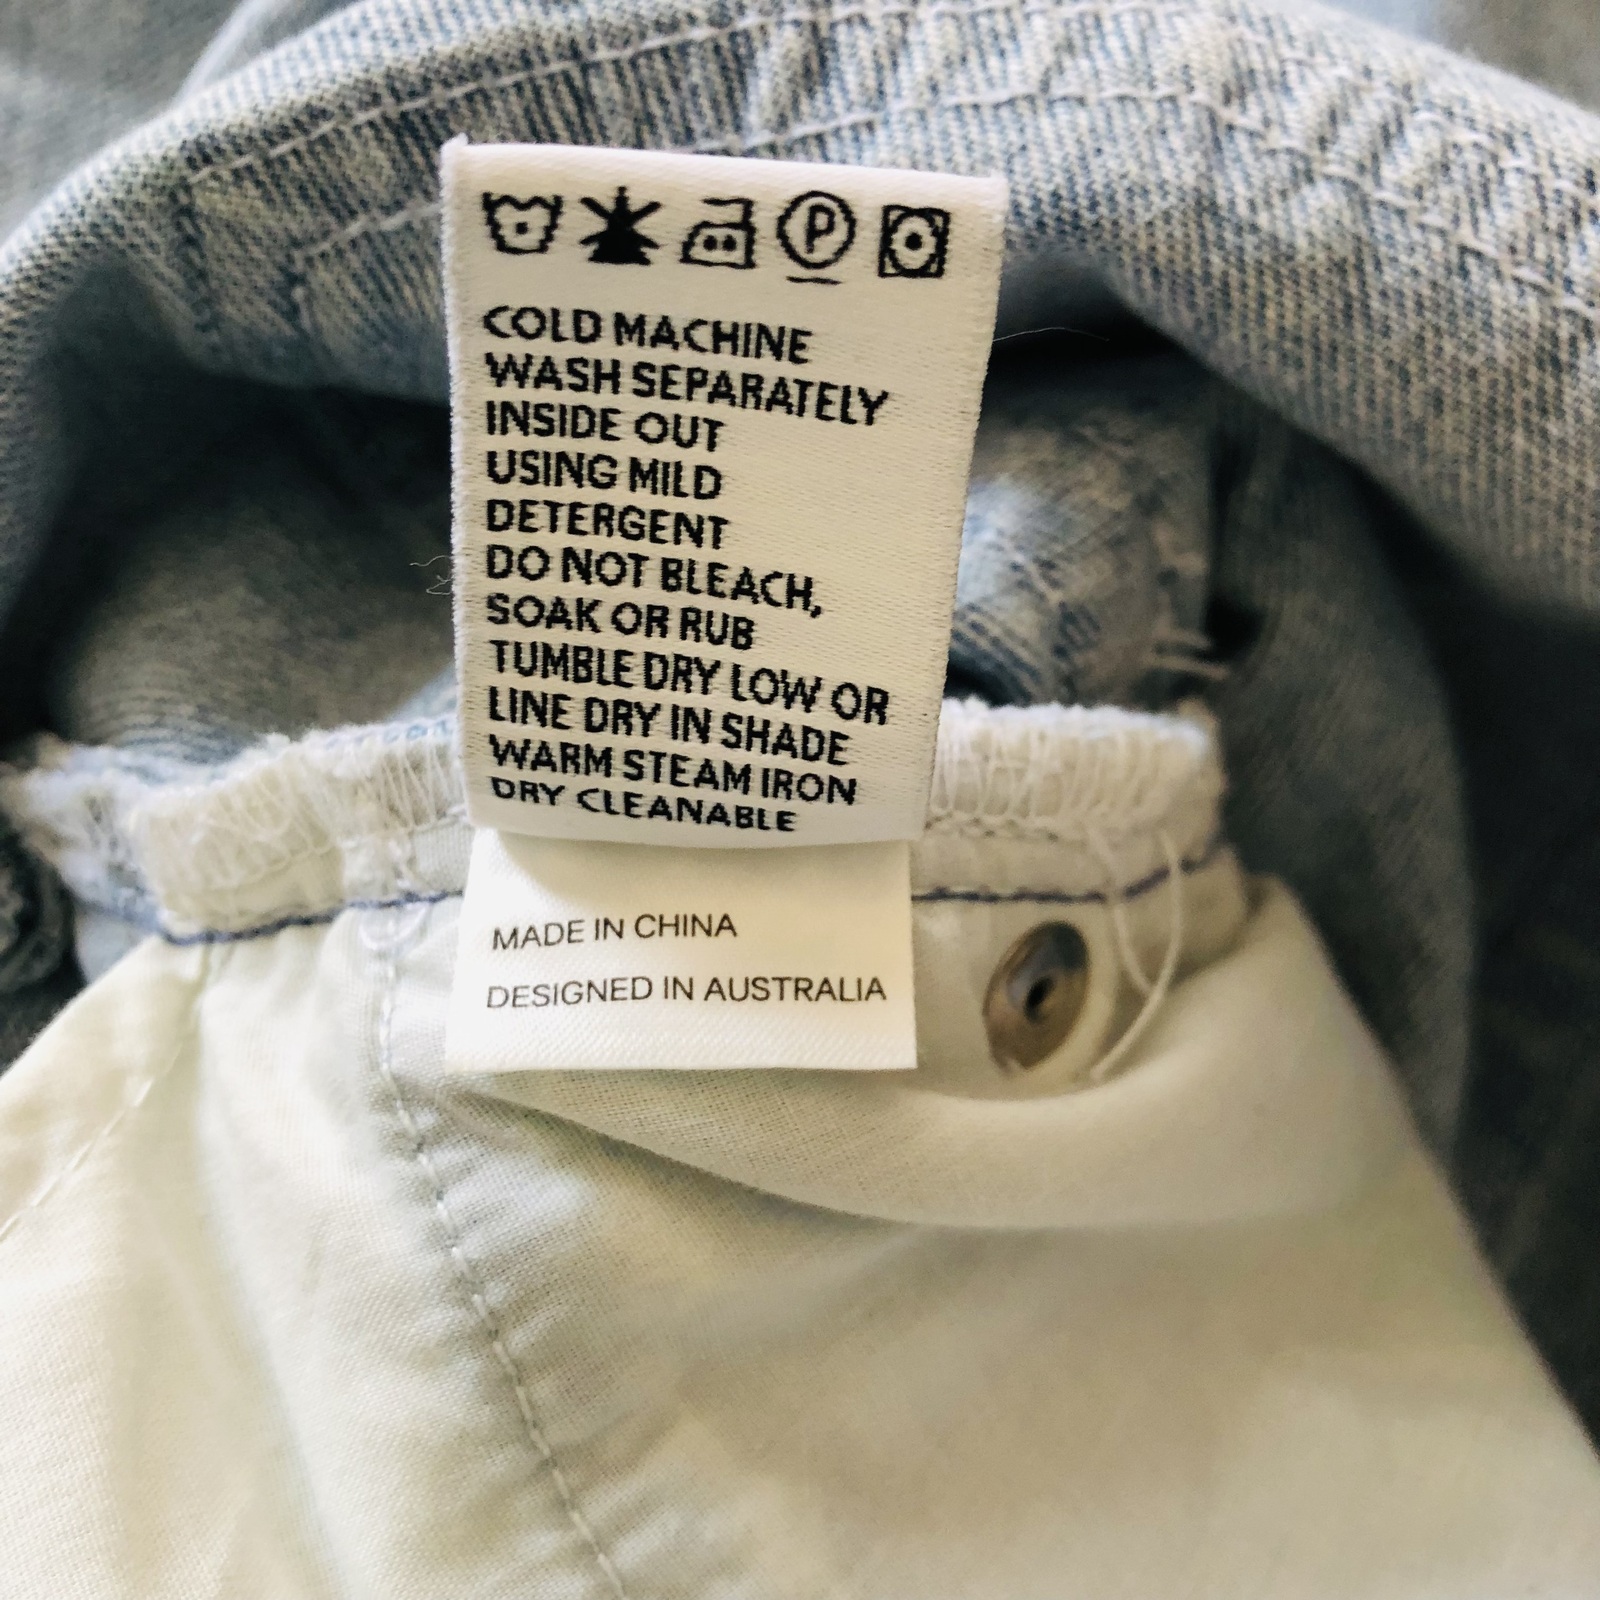 P
COLD MACHINE
WASH SEPARATELY
INSIDE OUT
USING MILD
DETERGENT
DO NOT BLEACH,
SOAK OR RUB
TUMBLE DRY LOW OR
LINE DRY IN SHADE
WARM STEAM IRON
DRY CLEANABLE
MADE IN CHINA
DESIGNED IN AUSTRALIA